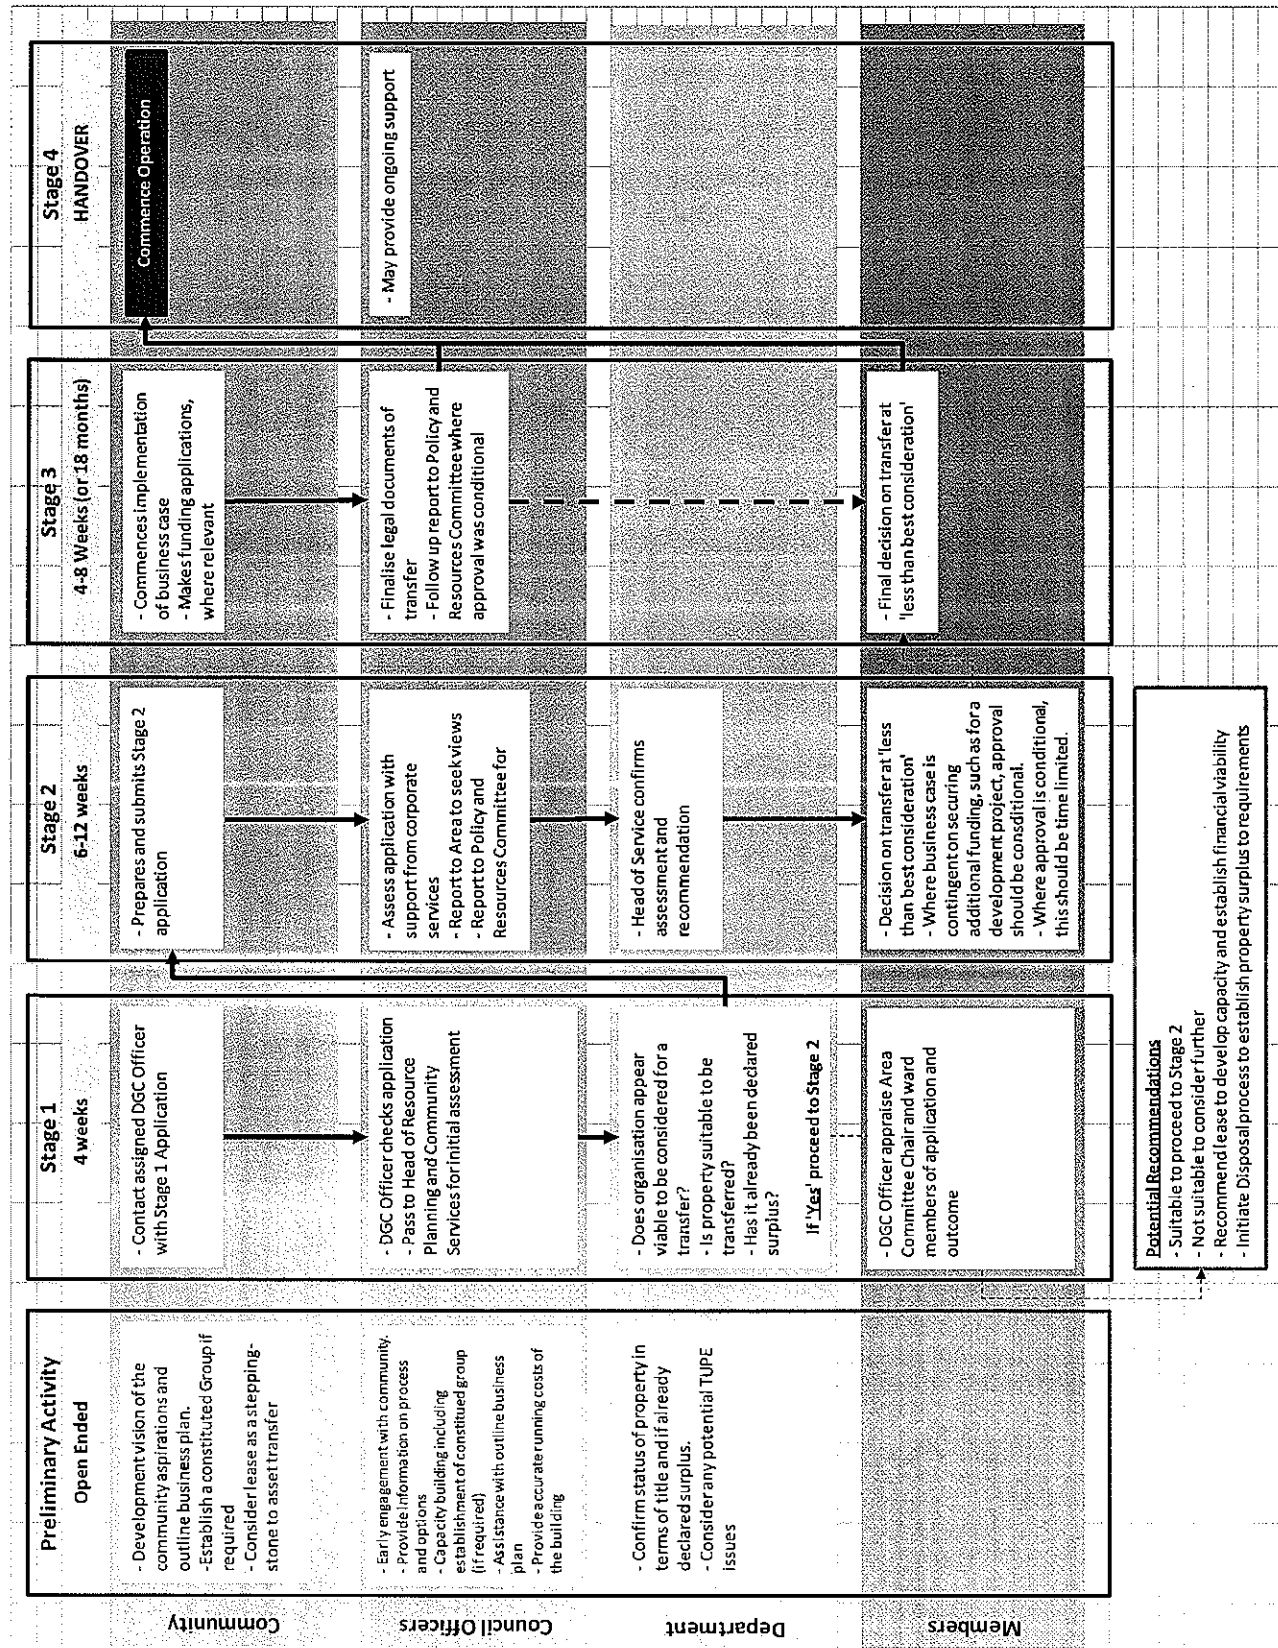 Preliminary Activity
Open Ended
Stage 1
4 weeks
Stage 2
6-12 weeks
Stage 3
4-8 Weeks (or 18 months)
Stage 4
HANDOVER
Community
- Development vision of the
community aspirations and
outline business plan.
- Establish a constituted Group if
required
- Consider lease as a stepping-
stone to asset transfer
- Contact assigned DGC Officer
with Stage 1 Application
- Prepares and submits Stage 2
application
- Commences implementation
of business case
- Makes funding applications,
where relevant
Commence Operation
Council Officers
- Early engagement with community.
- Provide Information on process
and options
- Capacity building including
establishment of constitued group
(if required)
- Assistance with outline business
plan
- Provide accurate running costs of
the building
- DGC Officer checks application
- Pass to Head of Resource
Planning and Community
Services for initial assessment
- Assess application with
support from corporate
services
- Report to Area to seek views
- Report to Policy and
Resources Committee for
- Finalise legal documents of
transfer
- Follow up report to Policy and
Resources Committee where
approval was conditional
- May provide ongoing support
Department
- Confirm status of property in
terms of title and if already
declared surplus.
- Consider any potential TUPE
issues
- Does organisation appear
viable to be considered for a
transfer?
- Is property suitable to be
transferred?
- Has it already been declared
surplus?
If 'Yes' proceed to Stage 2
- Head of Service confirms
assessment and
recommendation
Members
- DGC Officer appraise Area
Committee Chair and ward
members of application and
outcome
- Decision on transfer at 'less
than best consideration'
- Where business case is
contingent on securing
additional funding, such as for a
development project, approval
should be consditional.
- Where approval is conditional,
this should be time limited.
- Final decision on transfer at
'less than best consideration'
Potential Recommendations
- Suitable to proceed to Stage 2
- Not suitable to consider further
- Recommend lease to develop capacity and establish financial viability
- Initiate Disposal process to establish property surplus to requirements